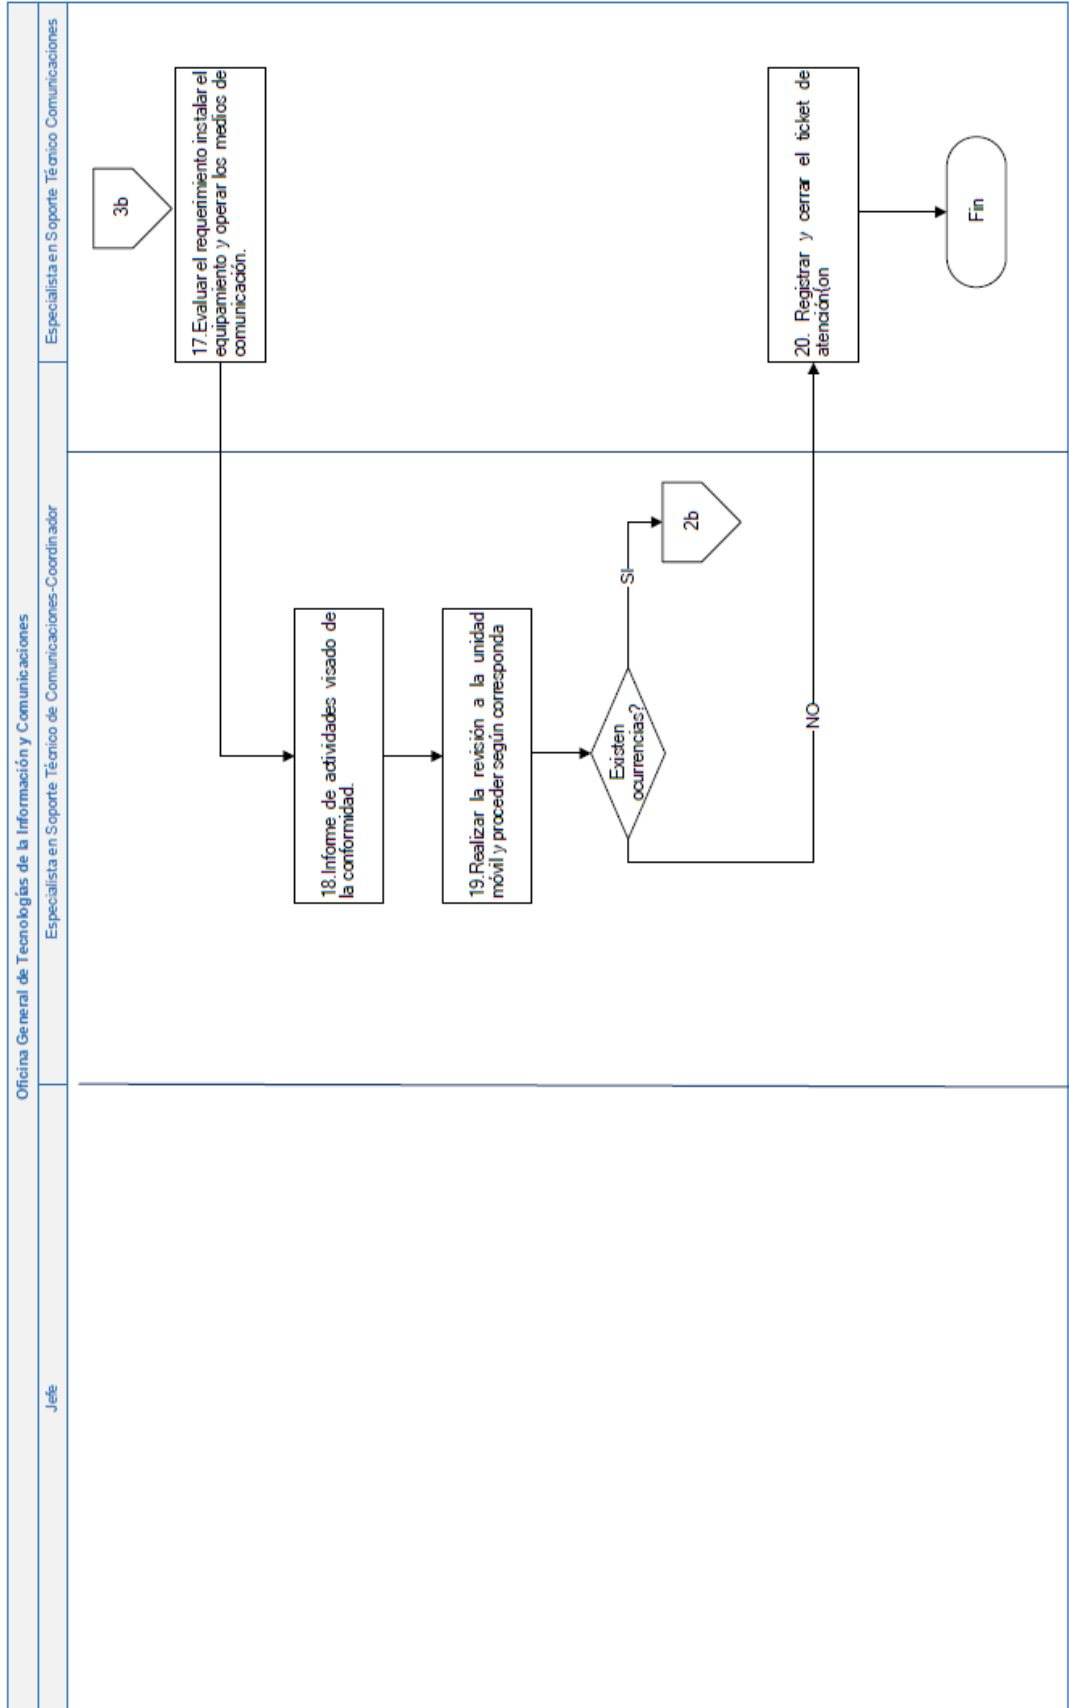 Oficina General de Tecnologías de la Información y Comunicaciones
Jefe
Especialista en Soporte Técnico de Comunicaciones-Coordinador
Especialista en Soporte Técnico Comunicaciones
3b
17.Evaluar el requerimiento instalar el
equipamiento y operar los medios de
comunicación.
18.Informe de actividades visado de
la conformidad.
19.Realizar la revisión a la unidad
móvil y proceder según corresponda
Existen
ocurrencias?
SI
2b
NO
20. Registrar y cerrar el ticket de
atención(on
Fin